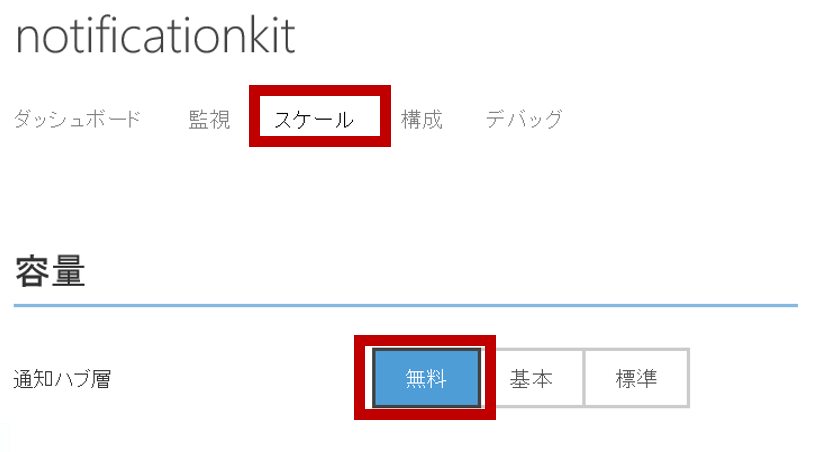 notificationkit
ダッシュボード 監視 スケール 構成 デバッグ
容量
通知ハブ層 無料 基本 標準